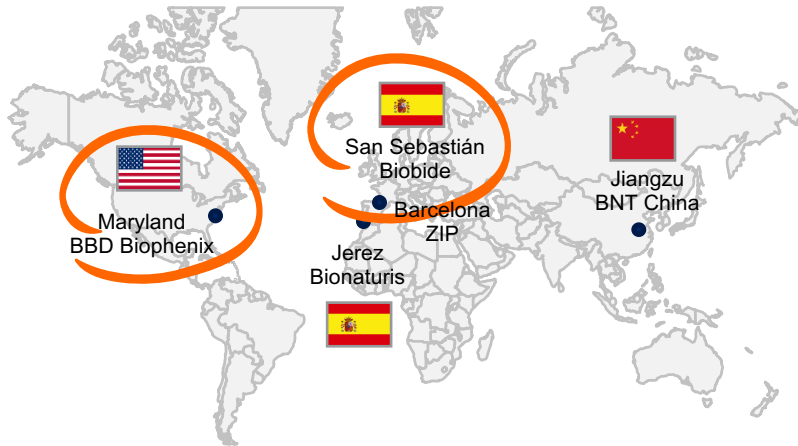 San Sebastián
Biobide
Jiangzu
BNT China
Maryland
BBD Biophenix
Barcelona
ZIP
Jerez
Bionaturis